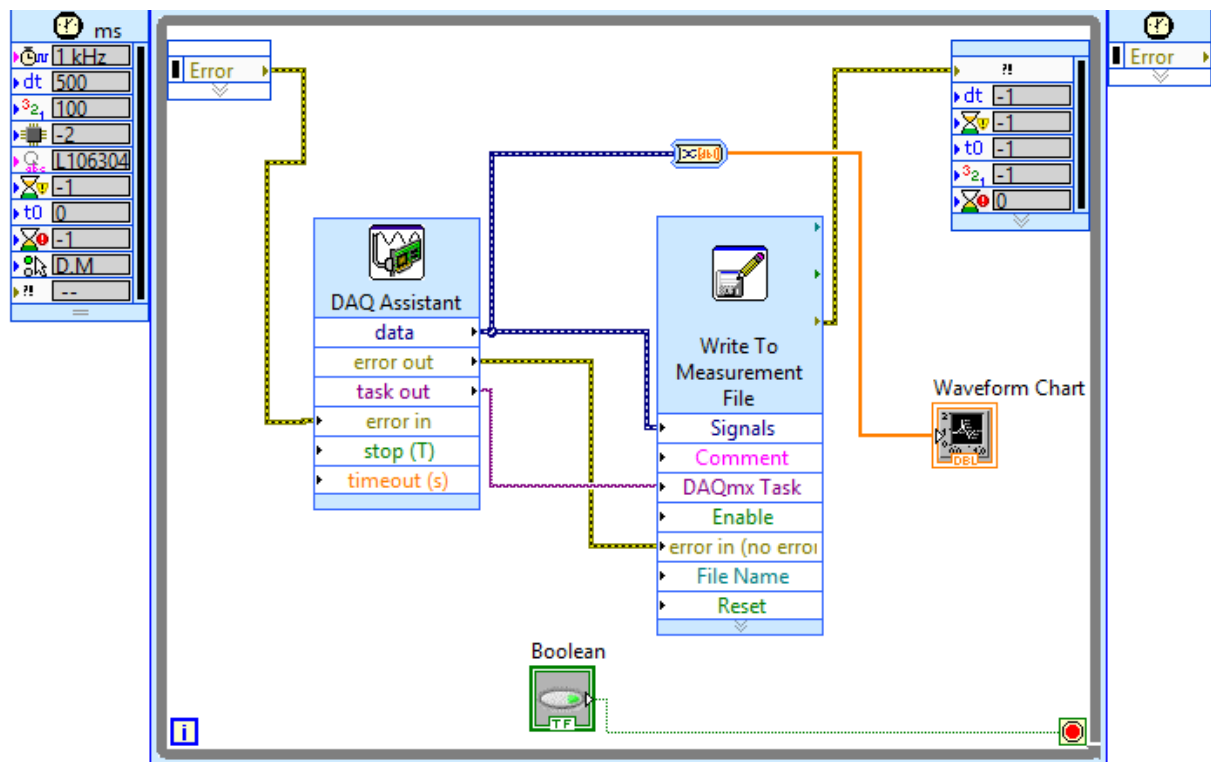 ms
1 kHz
dt 500
100
-2
L106304
-1
t0 0
-1
D.M
?! --
Error
DAQ Assistant
data
error out
task out
error in
stop (T)
timeout (s)
Write To
Measurement
File
Signals
Comment
DAQmx Task
Enable
error in (no error
File Name
Reset
Boolean
TF
i
Waveform Chart
DBL
?!
dt -1
-1
t0 -1
-1
0
Error